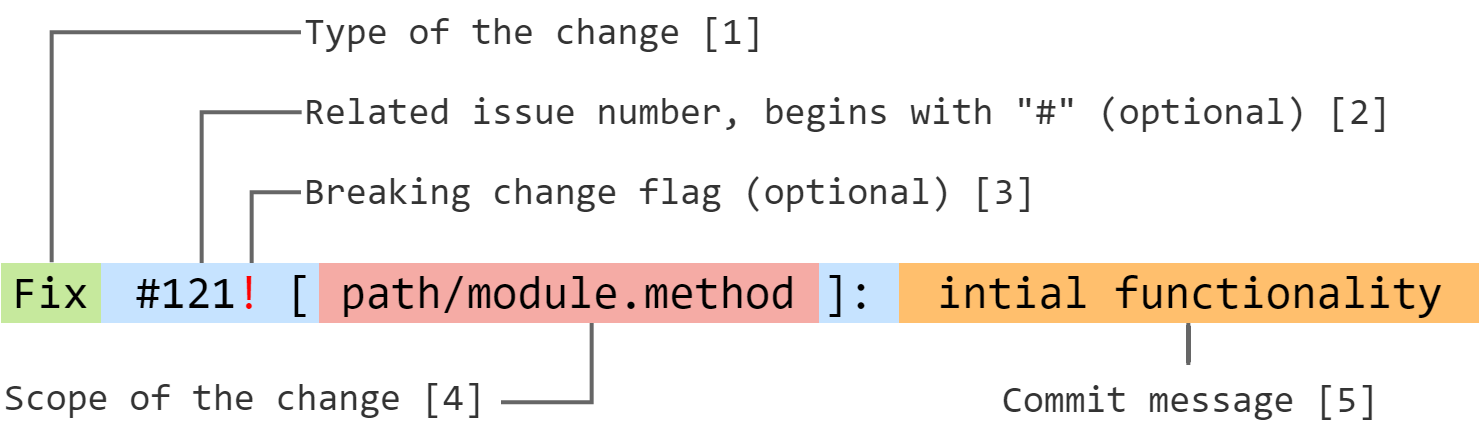 Type of the change [1]
Related issue number, begins with "#" (optional) [2]
Breaking change flag (optional) [3]
Fix #121! [ path/module.method ]: intial functionality
Scope of the change [4]
Commit message [5]